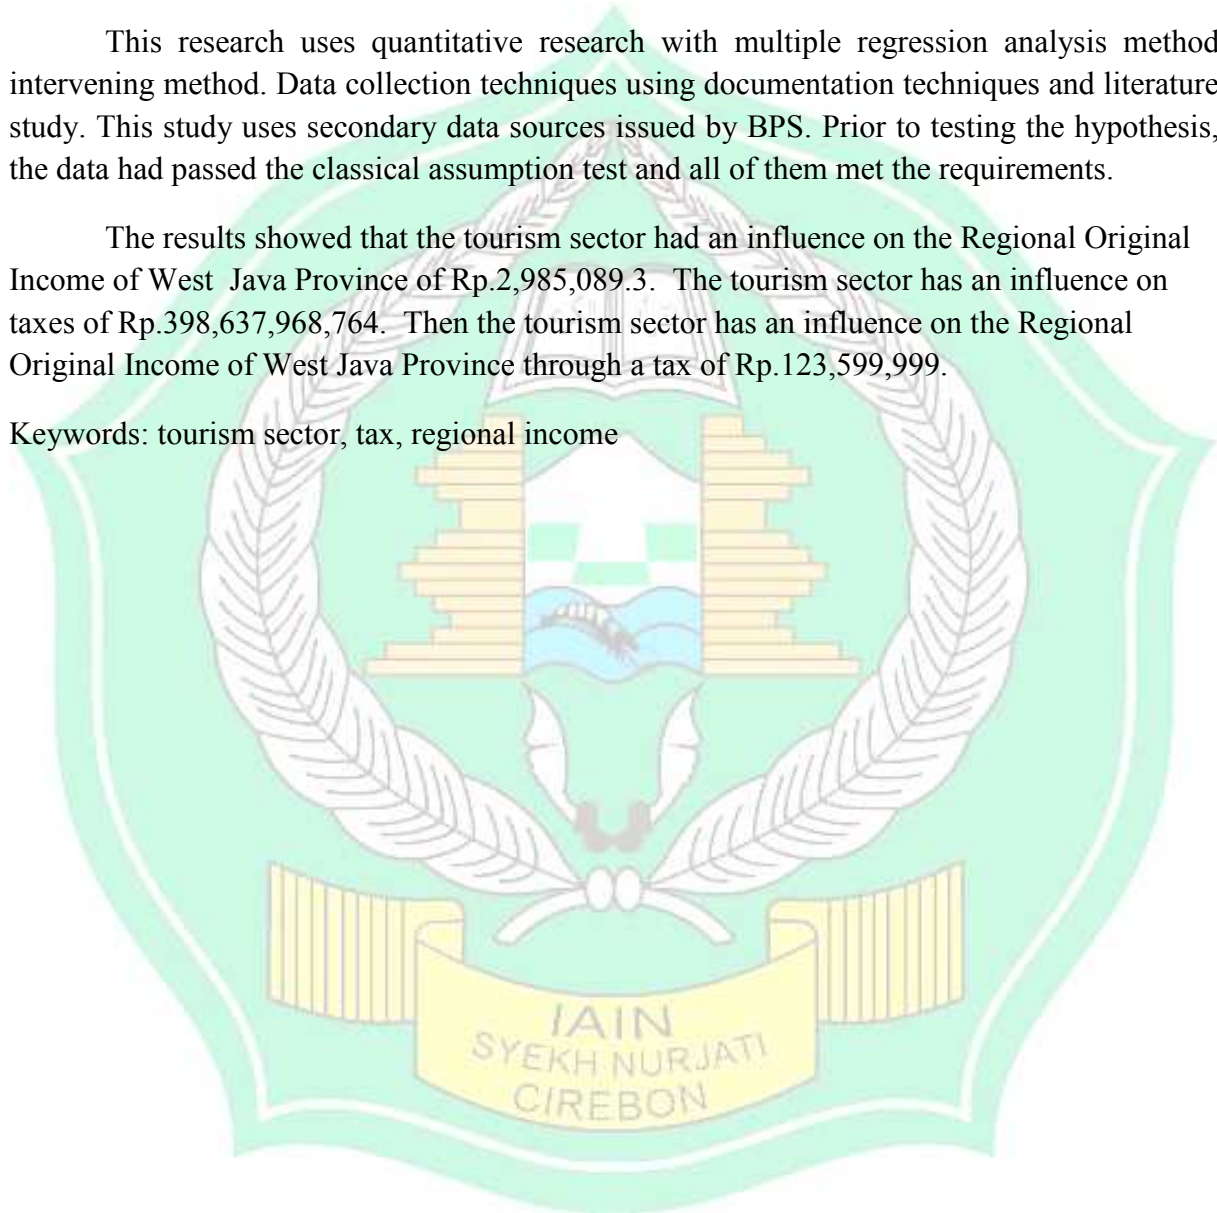 This research uses quantitative research with multiple regression analysis method
intervening method. Data collection techniques using documentation techniques and literature
study. This study uses secondary data sources issued by BPS. Prior to testing the hypothesis,
the data had passed the classical assumption test and all of them met the requirements.
The results showed that the tourism sector had an influence on the Regional Original
Income of West  Java Province of Rp.2,985,089.3.  The tourism sector has an influence on
taxes of Rp.398,637,968,764.  Then the tourism sector has an influence on the Regional
Original Income of West Java Province through a tax of Rp.123,599,999.
Keywords: tourism sector, tax, regional income
IAIN
SYEKH NURJATI
CIREBON